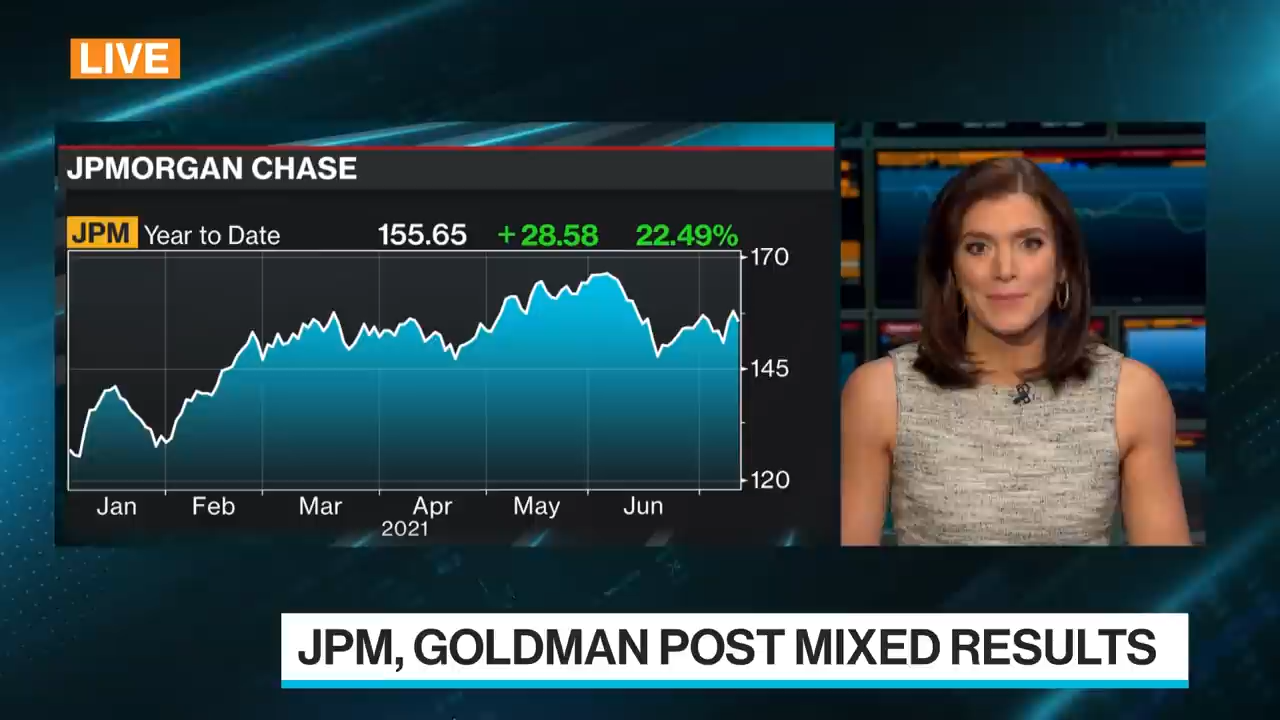 LIVE
JPMORGAN CHASE
JPM Year to Date 155.65 +28.58 22.49%
170
145
120
Jan Feb Mar Apr May Jun
2021
JPM, GOLDMAN POST MIXED RESULTS